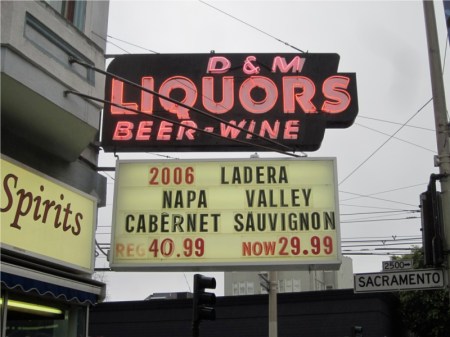 D & M
LIQUORS
BEER - WINE
2006 LADERA
NAPA VALLEY
CABERNET SAUVIGNON
REG 40.99 NOW 29.99
Spirits
2500
SACRAMENTO